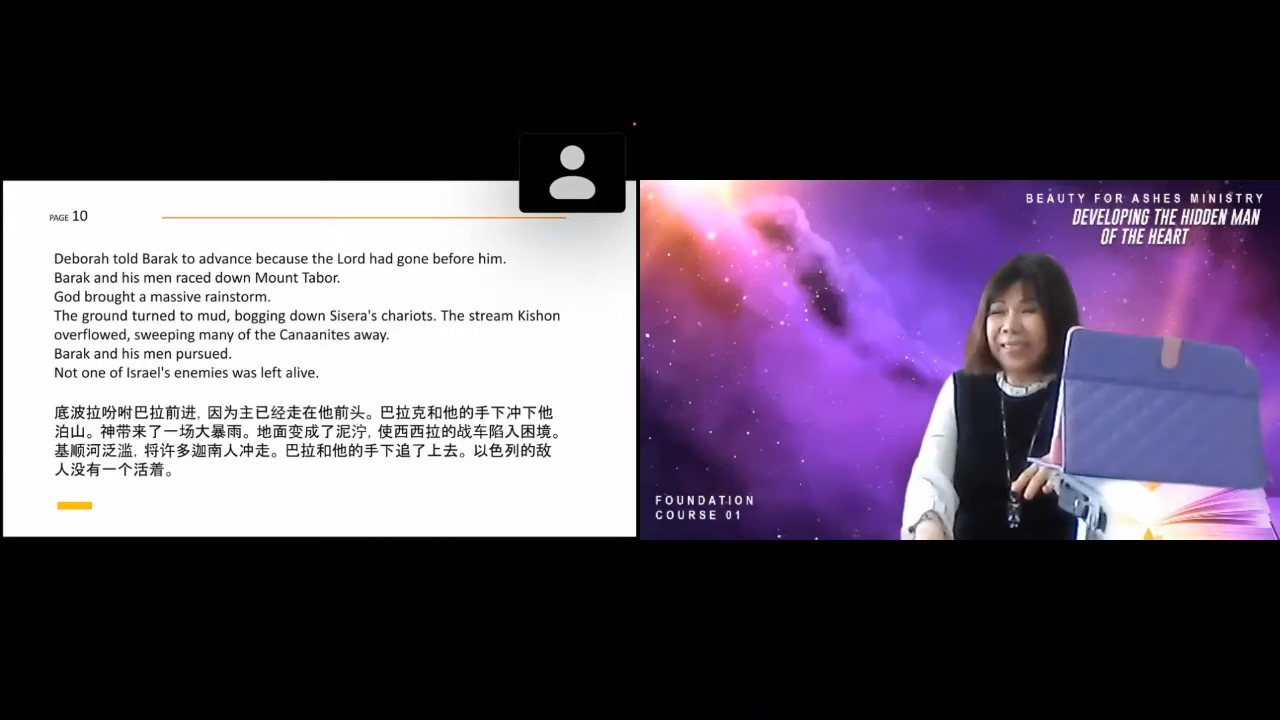 PAGE 10
Deborah told Barak to advance because the Lord had gone before him.
Barak and his men raced down Mount Tabor.
God brought a massive rainstorm.
The ground turned to mud, bogging down Sisera's chariots. The stream Kishon
overflowed, sweeping many of the Canaanites away.
Barak and his men pursued.
Not one of Israel's enemies was left alive.
底波拉吩咐巴拉前进, 因为主已经走在他前头。巴拉克和他的手下冲下他
泊山。神带来了一场大暴雨。地面变成了泥泞, 使西西拉的战车陷入困境。
基顺河泛滥, 将许多迦南人冲走。巴拉和他的手下追了上去。以色列的敌
人没有一个活着。
BEAUTY FOR ASHES MINISTRY
DEVELOPING THE HIDDEN MAN
OF THE HEART
FOUNDATION
COURSE 01